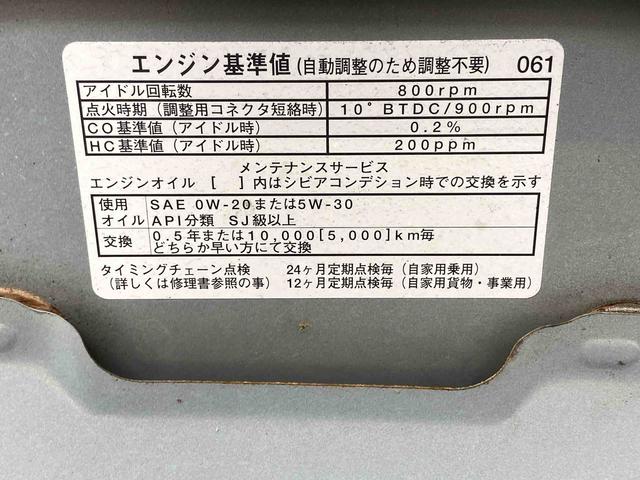 エンジン基準値(自動調整のため調整不要) 061
アイドル回転数 800rpm
点火時期(調整用コネクタ短絡時) 10°BTDC/900rpm
CO基準値(アイドル時) 0.2%
HC基準値(アイドル時) 200ppm
メンテナンスサービス
エンジンオイル [ ]内はシビアコンデション時での交換を示す
使用 SAE 0W-20または5W-30
オイル API分類 SJ級以上
交換 0.5年または10,000[5,000]km毎
どちらか早い方にて交換
タイミングチェーン点検 24ヶ月定期点検毎(自家用乗用)
(詳しくは修理書参照の事) 12ヶ月定期点検毎(自家用貨物・事業用)